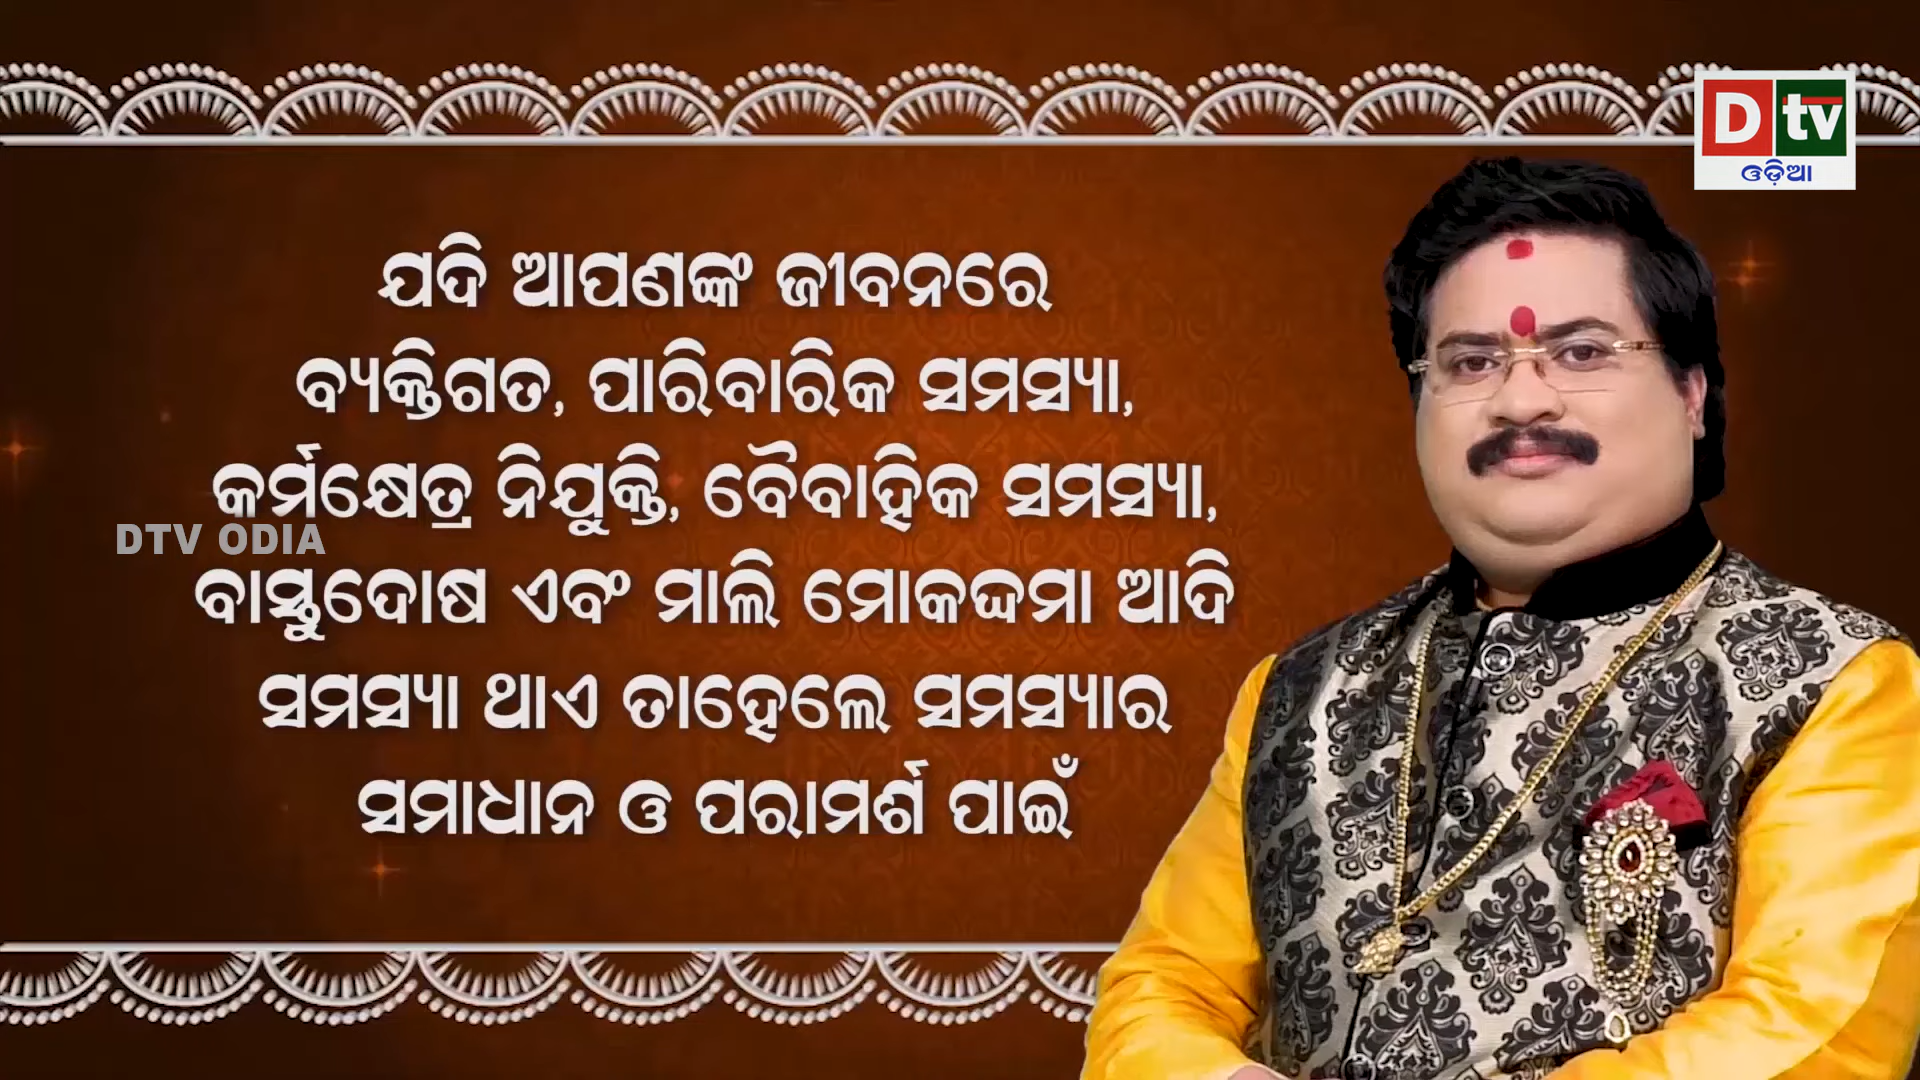 D tv
ଓଡ଼ିଆ
ଯଦି ଆପଣଙ୍କ ଜୀବନରେ
ବ୍ୟକ୍ତିଗତ, ପାରିବାରିକ ସମସ୍ୟା,
କର୍ମକ୍ଷେତ୍ର ନିଯୁକ୍ତି, ବୈବାହିକ ସମସ୍ୟା,
DTV ODIA
ବାସ୍ତୁଦୋଷ ଏବଂ ମାଲି ମୋକଦ୍ଦମା ଆଦି
ସମସ୍ୟା ଥାଏ ତାହେଲେ ସମସ୍ୟାର
ସମାଧାନ ଓ ପରାମର୍ଶ ପାଇଁ